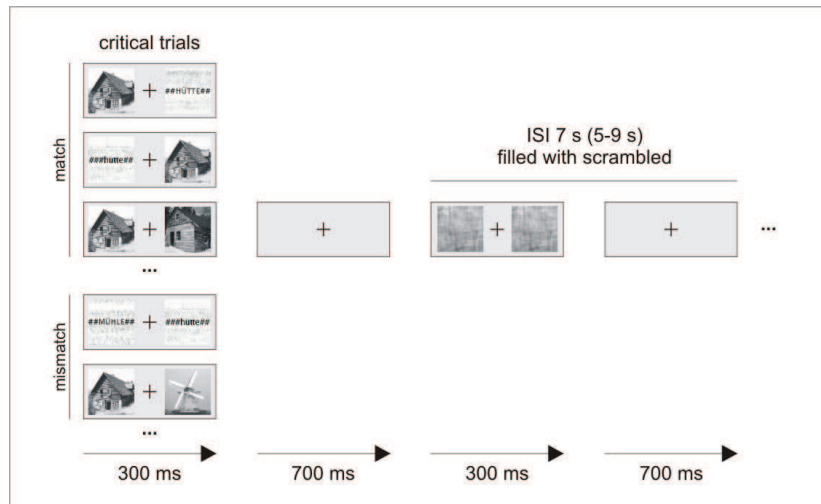 critical trials
match
+ ##HÜTTE##
###hütte## +
+
...
+
ISI 7 s (5-9 s)
filled with scrambled
+
+
...
mismatch
##MÜHLE## + ###hütte##
+
...
300 ms
700 ms
300 ms
700 ms